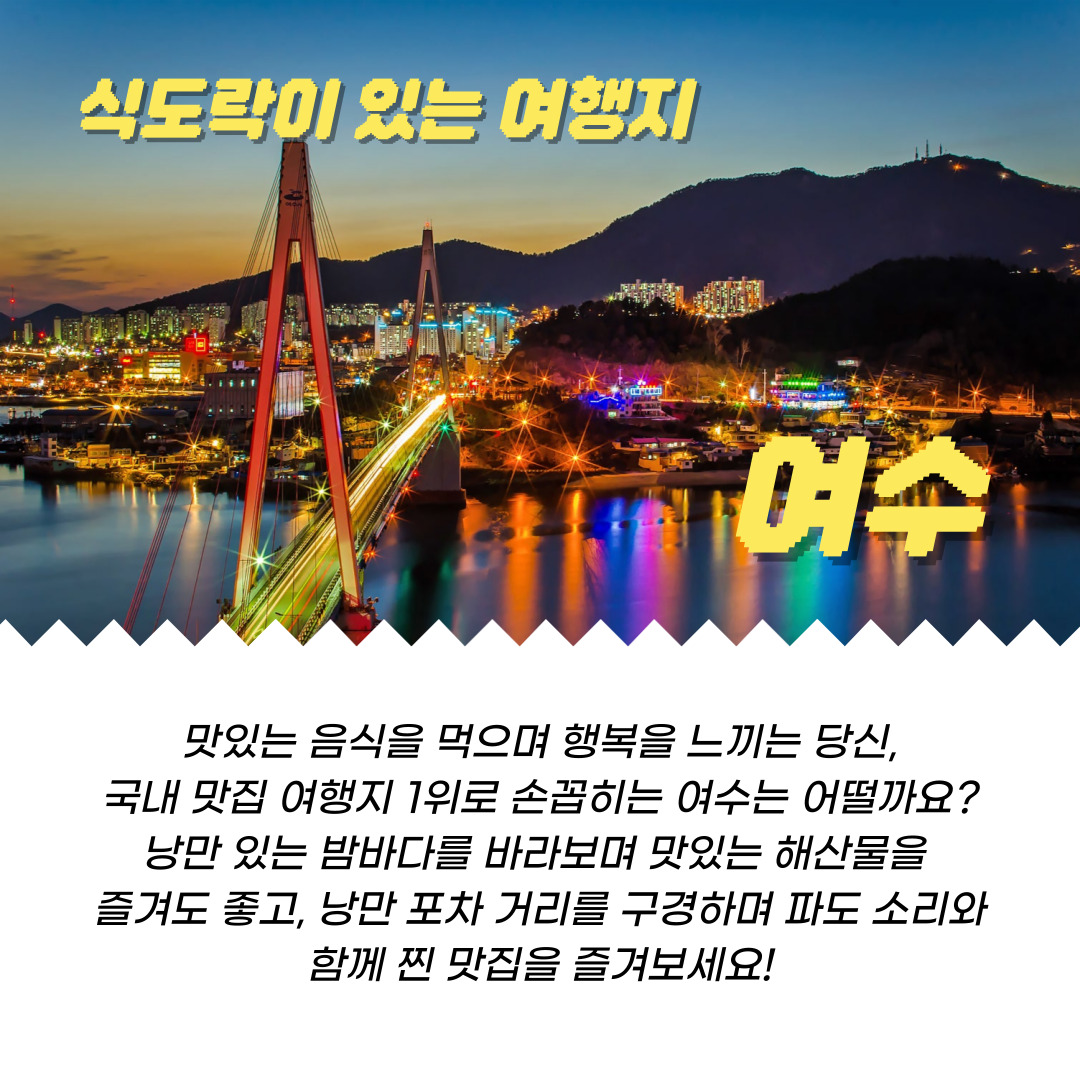 식도락이 있는 여행지
여수
맛있는 음식을 먹으며 행복을 느끼는 당신,
국내 맛집 여행지 1위로 손꼽히는 여수는 어떨까요?
낭만 있는 밤바다를 바라보며 맛있는 해산물을
즐겨도 좋고, 낭만 포차 거리를 구경하며 파도 소리와
함께 찐 맛집을 즐겨보세요!